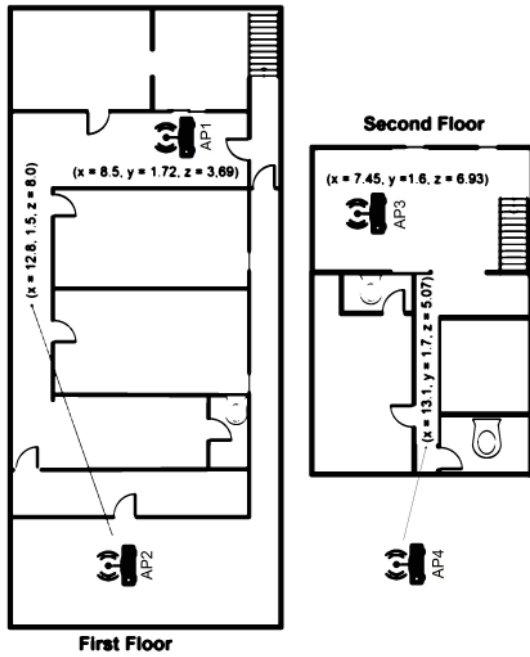 AP1
(x = 8.5, y = 1.72, z = 3,69)
(x = 12.8, 1.5, z = 8.0)
AP2
First Floor
Second Floor
(x = 7.45, y =1.6, z = 6.93)
AP3
(x = 13.1, y = 1.7, z = 5.07)
AP4